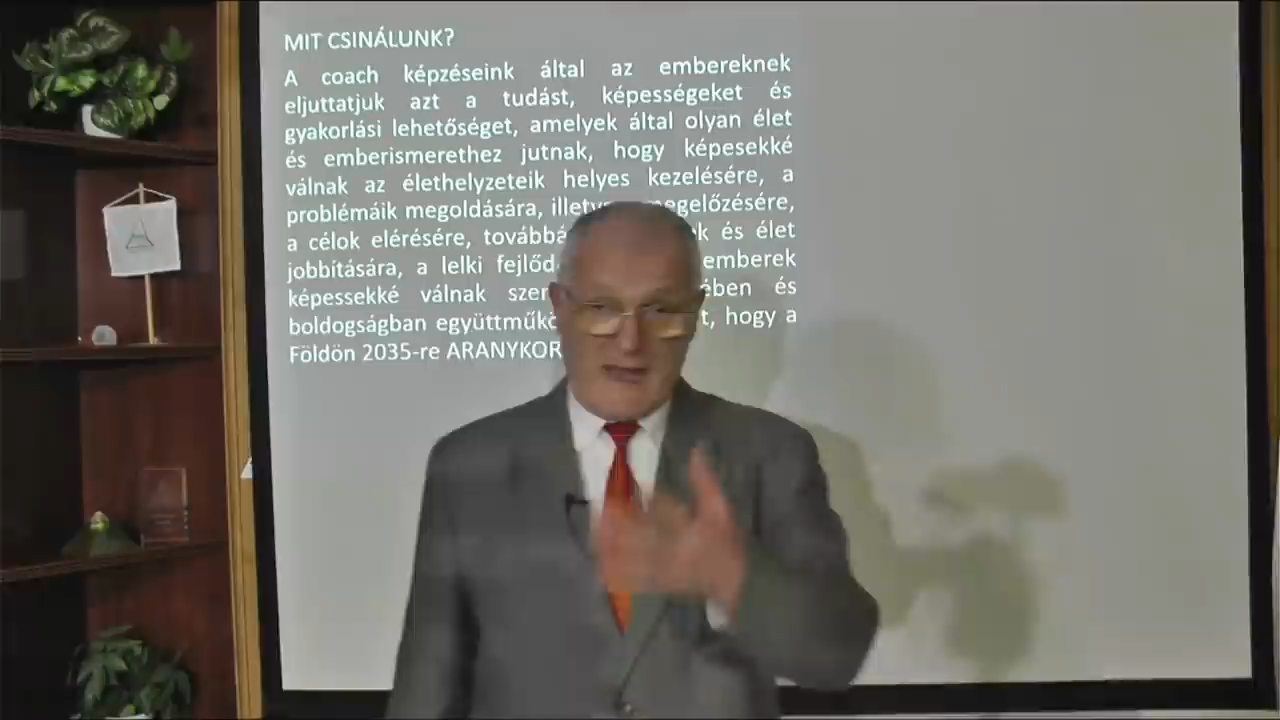 MIT CSINÁLUNK?
A coach képzéseink által az embereknek
eljuttatjuk azt a tudást, képességeket és
gyakorlási lehetőséget, amelyek által olyan élet
és emberismerethez jutnak, hogy képesekké
válnak az élethelyzeteik helyes kezelésére, a
problémáik megoldására,
a célok elérésére, és élet
jobbítására, a lelki emberek
képessekké válnak és
boldogságban hogy a
Földön 2035-re